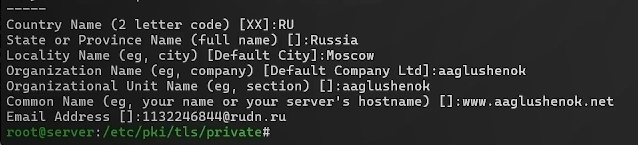 -----
Country Name (2 letter code) [XX]:RU
State or Province Name (full name) []:Russia
Locality Name (eg, city) [Default City]:Moscow
Organization Name (eg, company) [Default Company Ltd]:aaglushenok
Organizational Unit Name (eg, section) []:aaglushenok
Common Name (eg, your name or your server's hostname) []:www.aaglushenok.net
Email Address []:1132246844@rudn.ru
root@server:/etc/pki/tls/private#